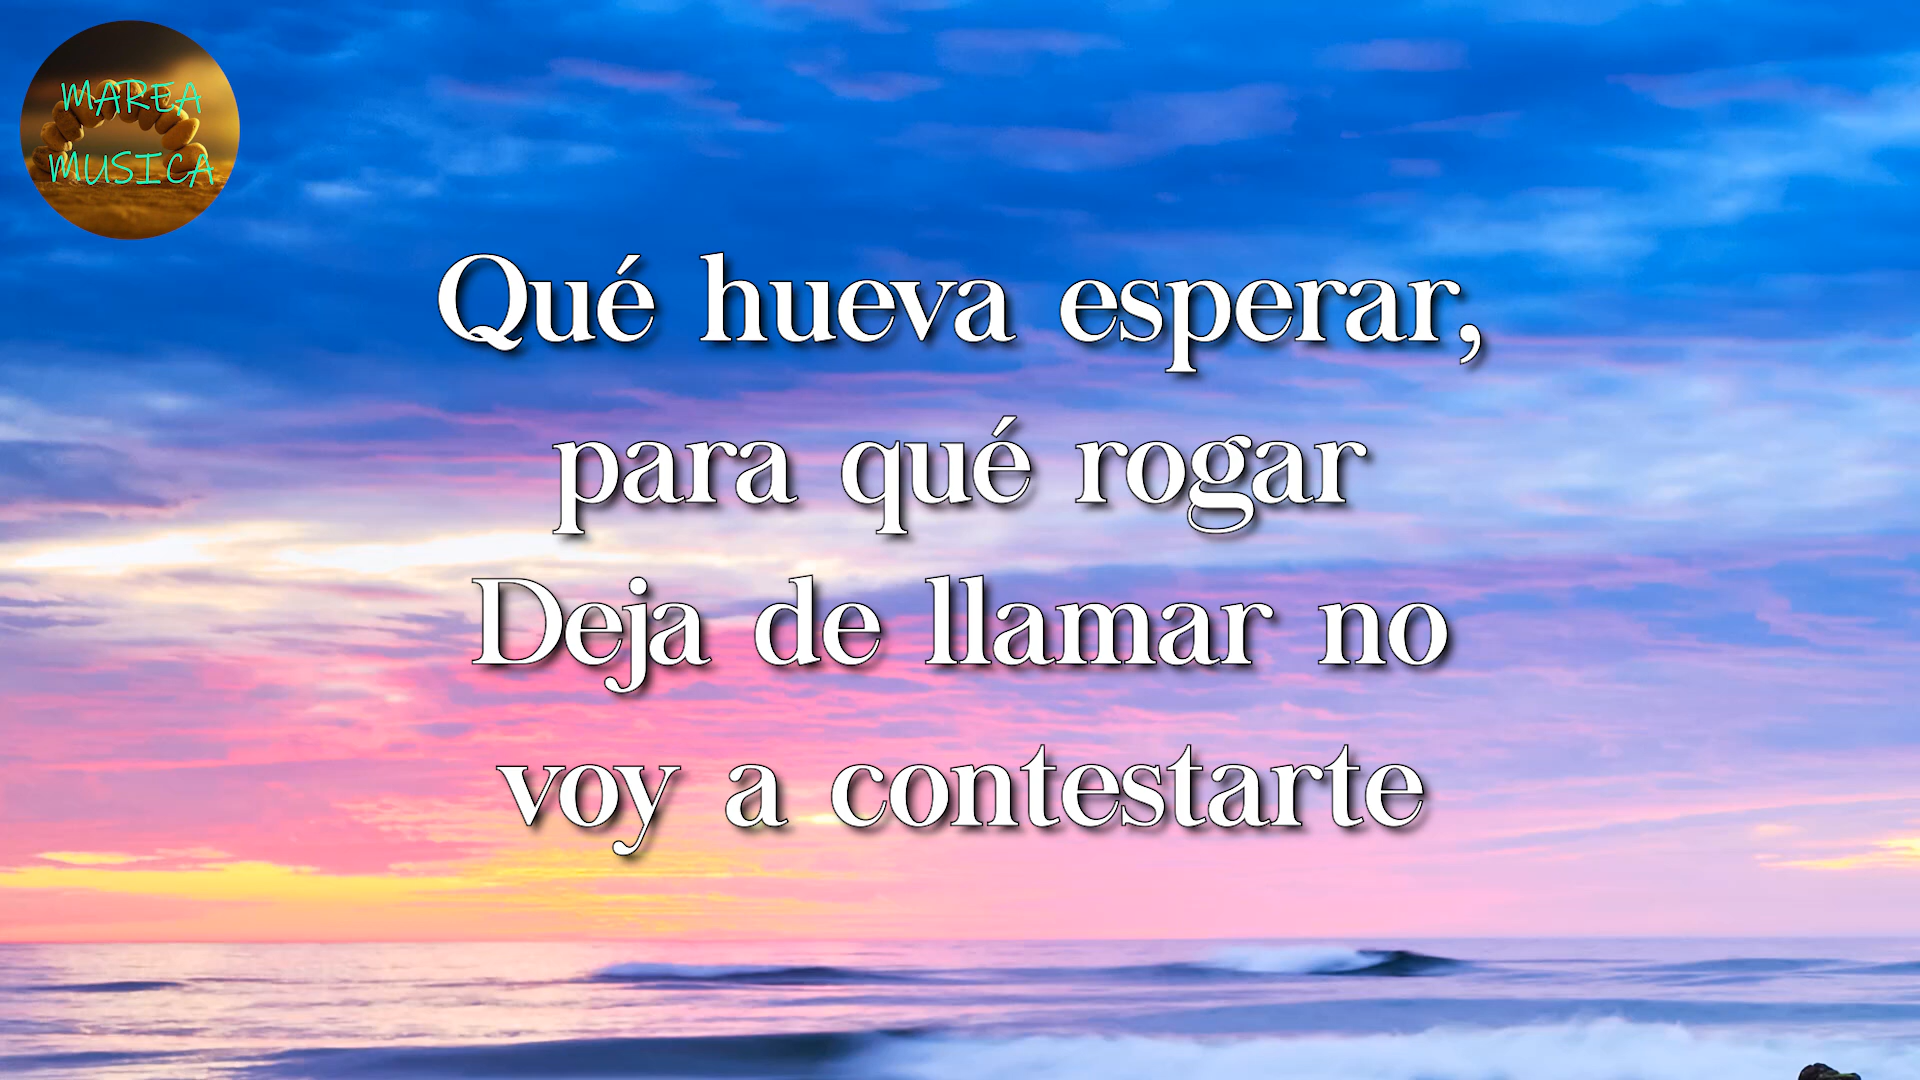 MAREA
MUSICA
Qué hueva esperar,
para qué rogar
Deja de llamar no
voy a contestarte